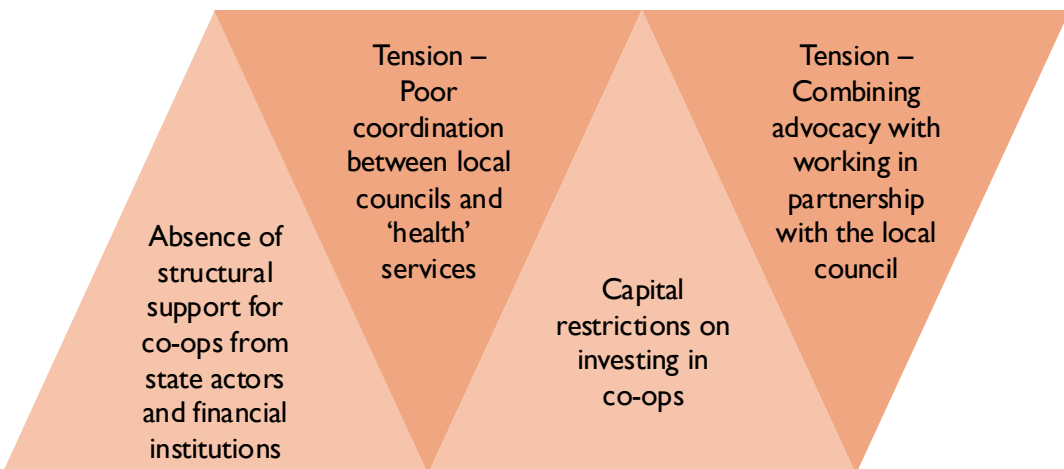 Absence of
structural
support for
co-ops from
state actors
and financial
institutions
Tension –
Poor
coordination
between local
councils and
‘health’
services
Capital
restrictions on
investing in
co-ops
Tension –
Combining
advocacy with
working in
partnership
with the local
council